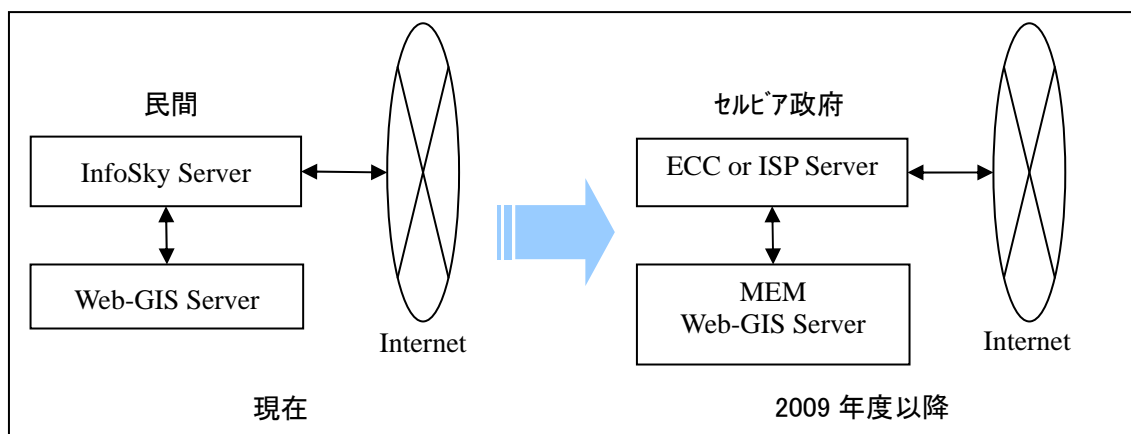 民間
InfoSky Server
Web-GIS Server
Internet
現在
ｾﾙﾋﾞｱ政府
ECC or ISP Server
MEM
Web-GIS Server
Internet
2009 年度以降